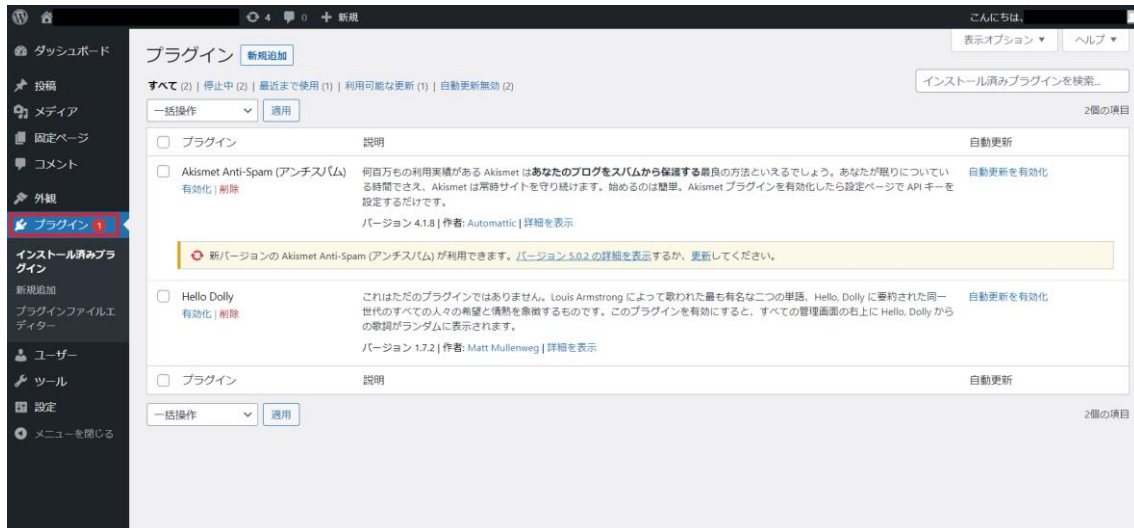 4 0 新規 こんにちは、
表示オプション ▼ ヘルプ ▼
ダッシュボード
投稿
メディア
固定ページ
コメント
外観
プラグイン 1
インストール済みプラ
グイン
新規追加
プラグインファイルエ
ディター
ユーザー
ツール
設定
メニューを閉じる
プラグイン 新規追加
すべて (2) | 停止中 (2) | 最近まで使用 (1) | 利用可能な更新 (1) | 自動更新無効 (2)
インストール済みプラグインを検索...
一括操作 適用 2個の項目
プラグイン 説明 自動更新
Akismet Anti-Spam (アンチスパム)
有効化 | 削除
何百万もの利用実績がある Akismet はあなたのブログをスパムから保護する最良の方法といえるでしょう。あなたが眠りについてい
る時間でさえ、Akismet は常時サイトを守り続けます。始めるのは簡単。Akismet プラグインを有効化したら設定ページで API キーを
設定するだけです。
バージョン 4.1.8 | 作者: Automattic | 詳細を表示
自動更新を有効化
新バージョンの Akismet Anti-Spam (アンチスパム) が利用できます。バージョン 5.0.2 の詳細を表示するか、更新してください。
Hello Dolly
有効化 | 削除
これはただのプラグインではありません。Louis Armstrong によって歌われた最も有名な二つの単語、Hello, Dolly に要約された同一
世代のすべての人々の希望と情熱を象徴するものです。このプラグインを有効にすると、すべての管理画面の右上に Hello, Dolly から
の歌詞がランダムに表示されます。
バージョン 1.7.2 | 作者: Matt Mullenweg | 詳細を表示
自動更新を有効化
プラグイン 説明 自動更新
一括操作 適用 2個の項目